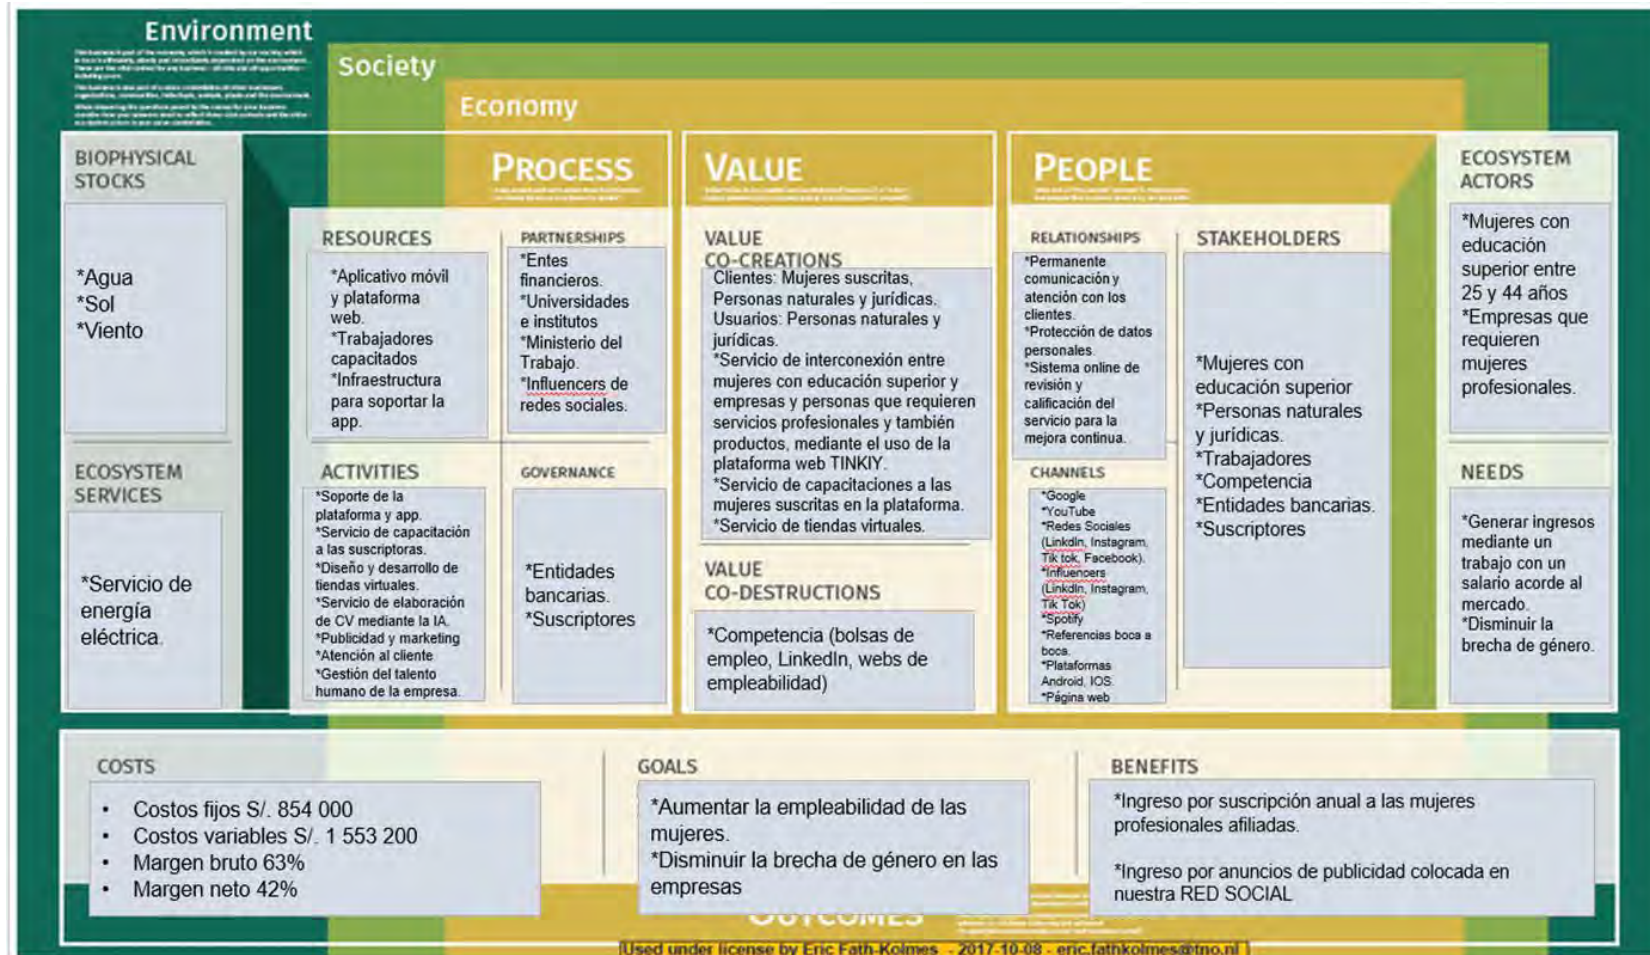 Environment
Society
Economy
BIOPHYSICAL
STOCKS
*Agua
*Sol
*Viento
ECOSYSTEM
SERVICES
*Servicio de
energía
eléctrica.
PROCESS
RESOURCES
*Aplicativo móvil
y plataforma
web.
*Trabajadores
capacitados
*Infraestructura
para soportar la
app.
PARTNERSHIPS
*Entes
financieros.
*Universidades
e institutos
*Ministerio del
Trabajo.
*Influencers de
redes sociales.
ACTIVITIES
*Soporte de la
plataforma y app.
*Servicio de capacitación
a las suscriptoras.
*Diseño y desarrollo de
tiendas virtuales.
*Servicio de elaboración
de CV mediante la IA.
*Publicidad y marketing
*Atención al cliente
*Gestión del talento
humano de la empresa.
GOVERNANCE
*Entidades
bancarias.
*Suscriptores
VALUE
VALUE
CO-CREATIONS
Clientes: Mujeres suscritas,
Personas naturales y jurídicas.
Usuarios: Personas naturales y
jurídicas.
*Servicio de interconexión entre
mujeres con educación superior y
empresas y personas que requieren
servicios profesionales y también
productos, mediante el uso de la
plataforma web TINKIY.
*Servicio de capacitaciones a las
mujeres suscritas en la plataforma.
*Servicio de tiendas virtuales.
VALUE
CO-DESTRUCTIONS
*Competencia (bolsas de
empleo, LinkedIn, webs de
empleabilidad)
PEOPLE
RELATIONSHIPS
*Permanente
comunicación y
atención con los
clientes.
*Protección de datos
personales.
*Sistema online de
revisión y
calificación del
servicio para la
mejora continua.
CHANNELS
*Google
*YouTube
*Redes Sociales
(LinkdIn, Instagram,
Tik tok, Facebook).
*Influencers
(LinkdIn, Instagram,
Tik Tok)
*Spotify
*Referencias boca a
boca.
*Plataformas
Android, IOS.
*Página web
STAKEHOLDERS
*Mujeres con
educación superior
*Personas naturales
y jurídicas.
*Trabajadores
*Competencia
*Entidades bancarias.
*Suscriptores
ECOSYSTEM
ACTORS
*Mujeres con
educación
superior entre
25 y 44 años
*Empresas que
requieren
mujeres
profesionales.
NEEDS
*Generar ingresos
mediante un
trabajo con un
salario acorde al
mercado.
*Disminuir la
brecha de género.
COSTS
• Costos fijos S/. 854 000
• Costos variables S/. 1 553 200
• Margen bruto 63%
• Margen neto 42%
GOALS
*Aumentar la empleabilidad de las
mujeres.
*Disminuir la brecha de género en las
empresas
BENEFITS
*Ingreso por suscripción anual a las mujeres
profesionales afiliadas.
*Ingreso por anuncios de publicidad colocada en
nuestra RED SOCIAL
OUTCOMES
Used under license by Eric Fath-Kolmes - 2017-10-08 - eric.fathkolmes@tno.nl